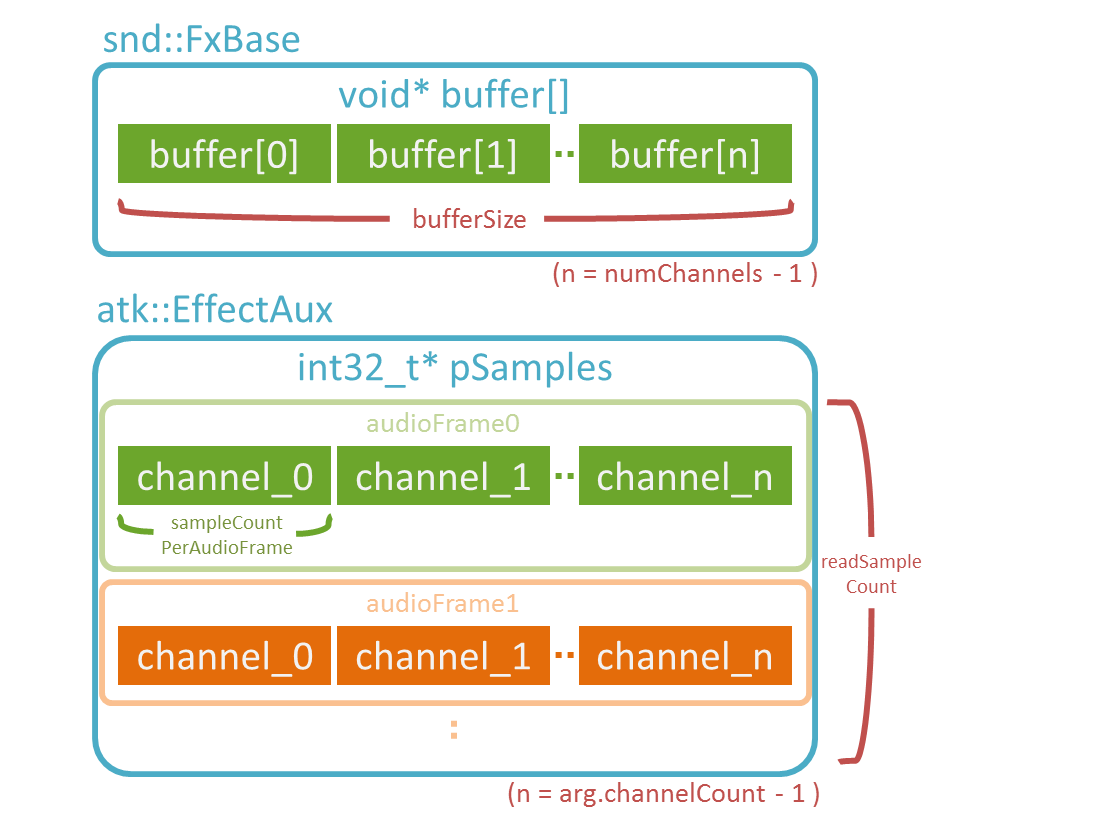 snd::FxBase
void* buffer[]
buffer[0] buffer[1] ·· buffer[n]
bufferSize
(n = numChannels - 1 )
atk::EffectAux
int32_t* pSamples
audioFrame0
channel_0 channel_1 ·· channel_n
sampleCount
PerAudioFrame
readSample
Count
audioFrame1
channel_0 channel_1 ·· channel_n
:
(n = arg.channelCount - 1 )